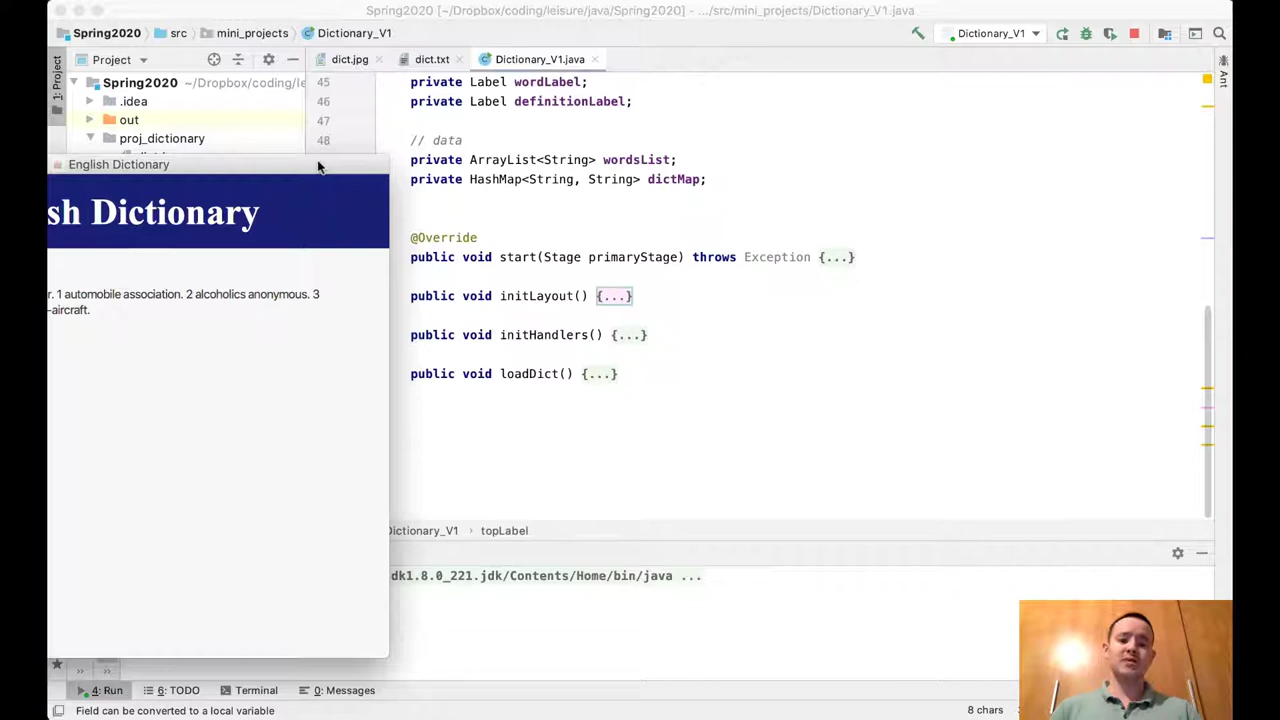 Spring2020 [~/Dropbox/coding/leisure/java/Spring2020] - .../src/mini_projects/Dictionary_V1.java
Spring2020 src mini_projects Dictionary_V1 Dictionary_V1
1: Project
Project dict.jpg dict.txt Dictionary_V1.java
Ant
Spring2020 ~/Dropbox/coding/le
.idea
out
proj_dictionary
45 private Label wordLabel;
46 private Label definitionLabel;
47
48 // data
private ArrayList<String> wordsList;
private HashMap<String, String> dictMap;
@Override
public void start(Stage primaryStage) throws Exception {...}
public void initLayout() {...}
public void initHandlers() {...}
public void loadDict() {...}
English Dictionary
sh Dictionary
r. 1 automobile association. 2 alcoholics anonymous. 3
-aircraft.
Dictionary_V1 topLabel
dk1.8.0_221.jdk/Contents/Home/bin/java ...
4: Run 6: TODO Terminal 0: Messages
Field can be converted to a local variable 8 chars